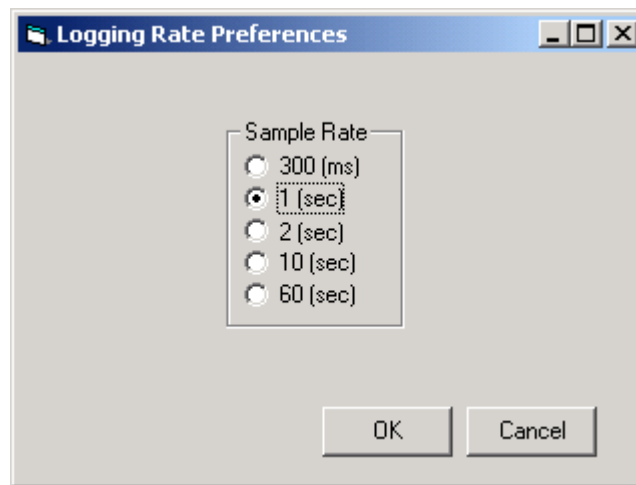 Logging Rate Preferences
Sample Rate
300 (ms)
1 (sec)
2 (sec)
10 (sec)
60 (sec)
OK
Cancel